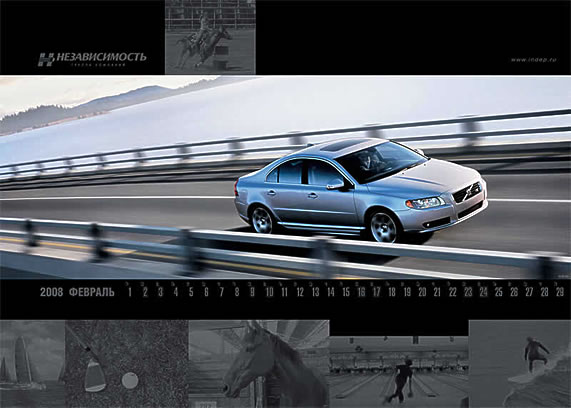 НЕЗАВИСИМОСТЬ
ГРУППА КОМПАНИЙ
www.indep.ru
2008 ФЕВРАЛЬ 1 2 3 4 5 6 7 8 9 10 11 12 13 14 15 16 17 18 19 20 21 22 23 24 25 26 27 28 29